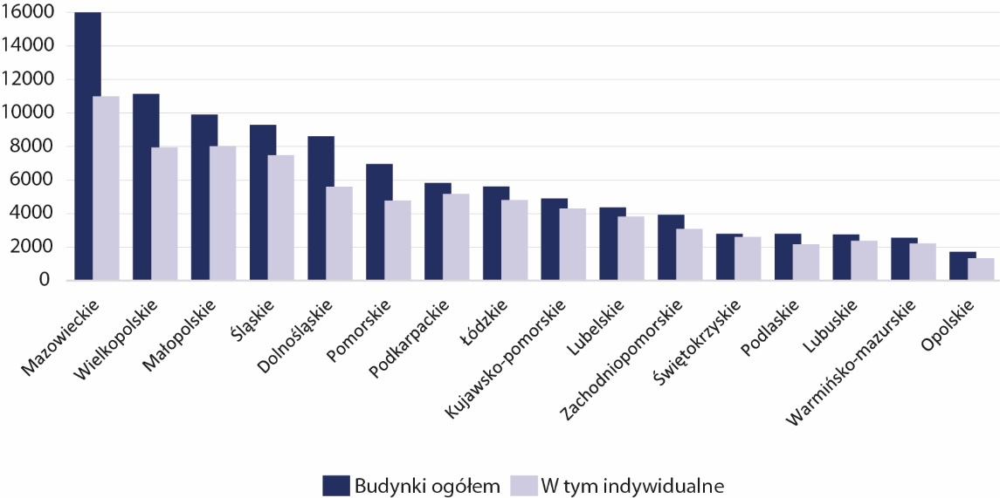 16000
14000
12000
10000
8000
6000
4000
2000
0
Mazowieckie
Wielkopolskie
Małopolskie
Śląskie
Dolnośląskie
Pomorskie
Podkarpackie
Łódzkie
Kujawsko-pomorskie
Lubelskie
Zachodniopomorskie
Świętokrzyskie
Podlaskie
Lubuskie
Warmińsko-mazurskie
Opolskie
Budynki ogółem W tym indywidualne